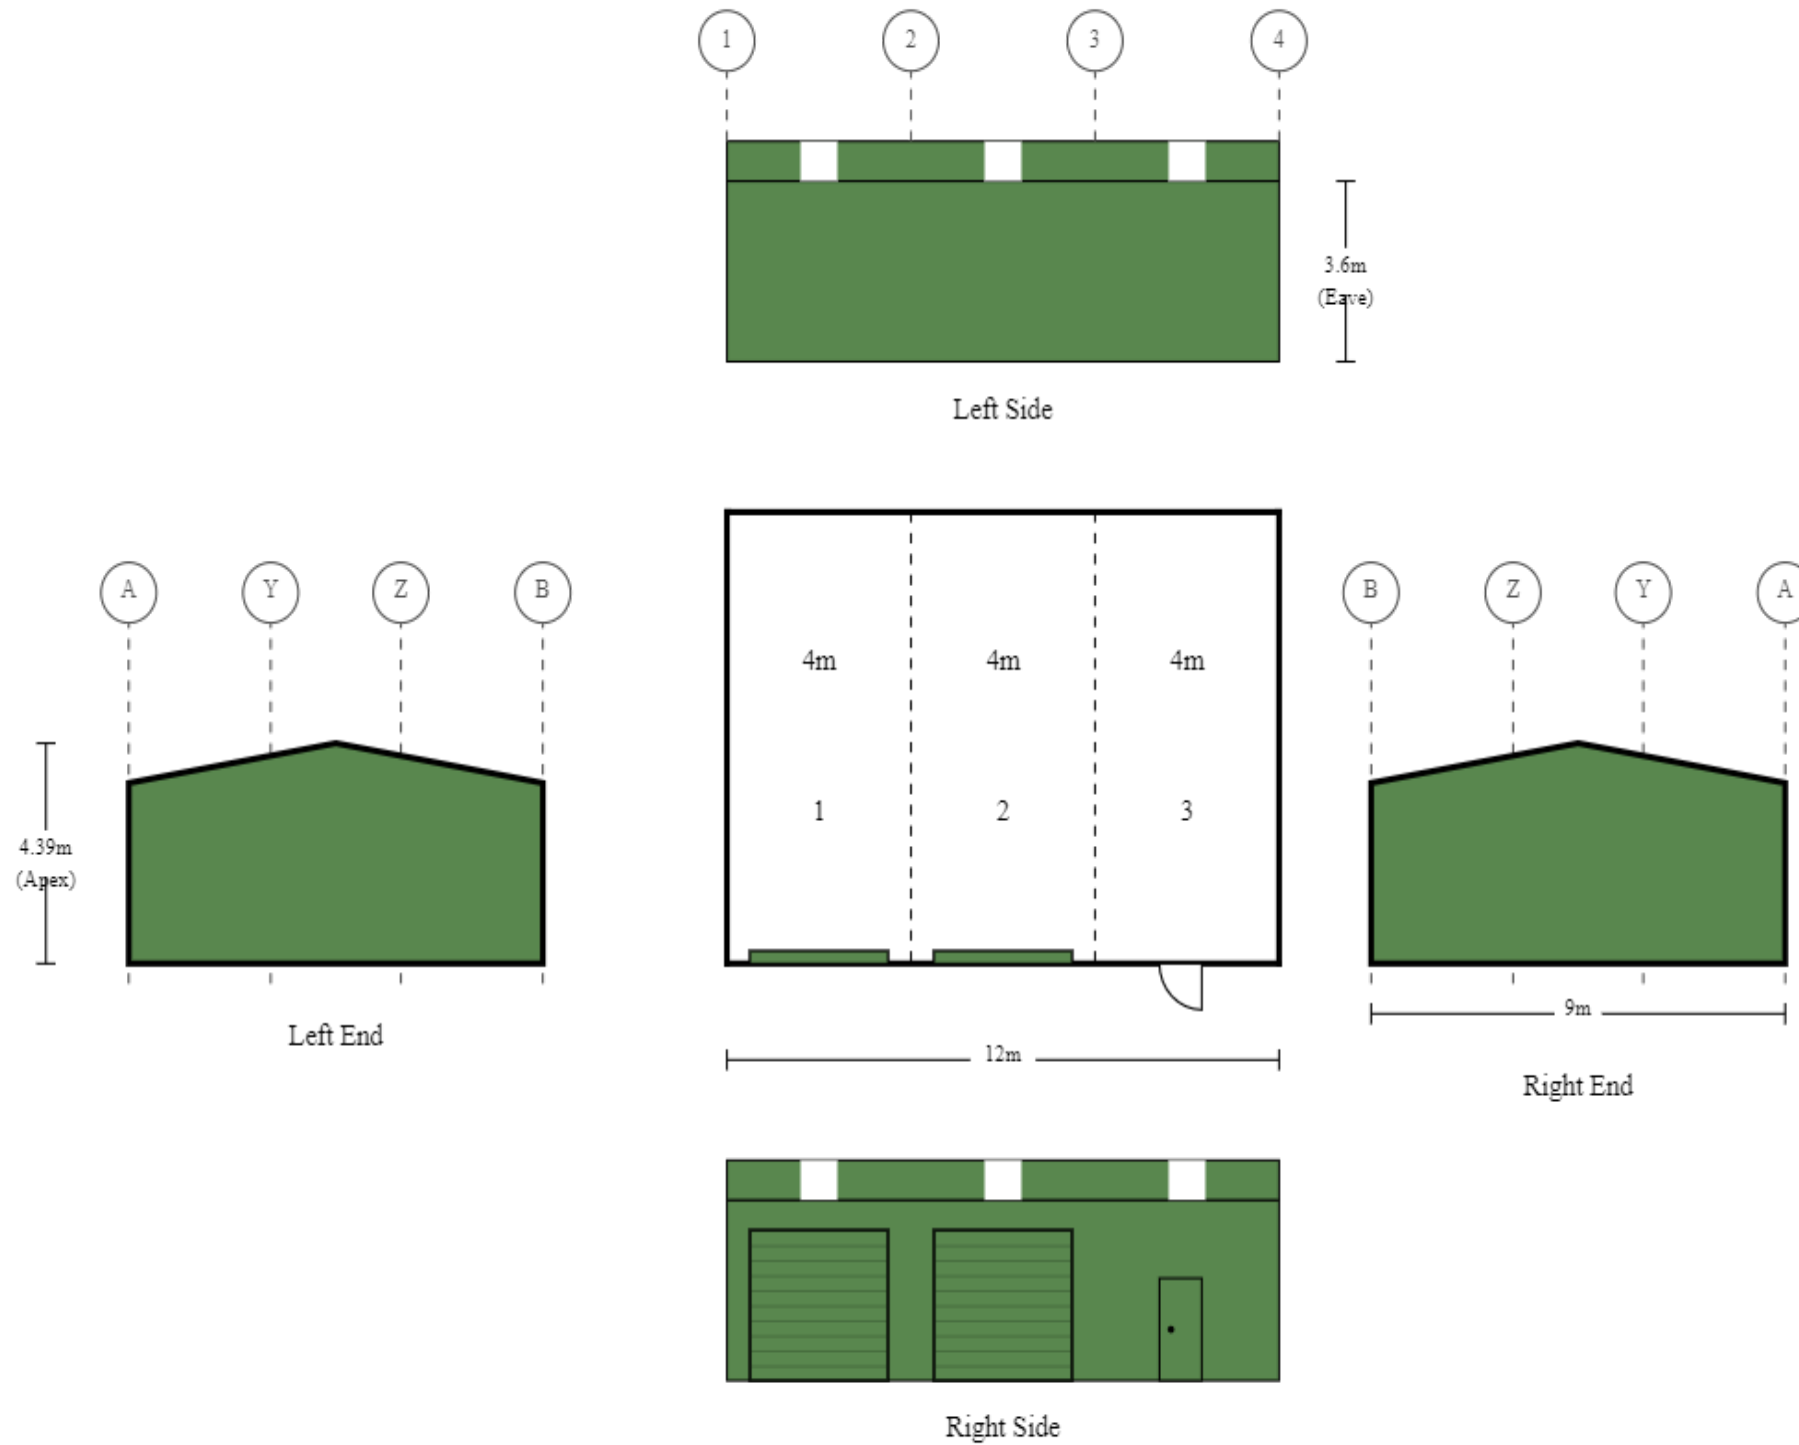 1 2 3 4
3.6m
(Eave)
Left Side
A Y Z B
B Z Y A
4m 4m 4m
1 2 3
4.39m
(Apex)
9m
Left End
12m
Right End
Right Side